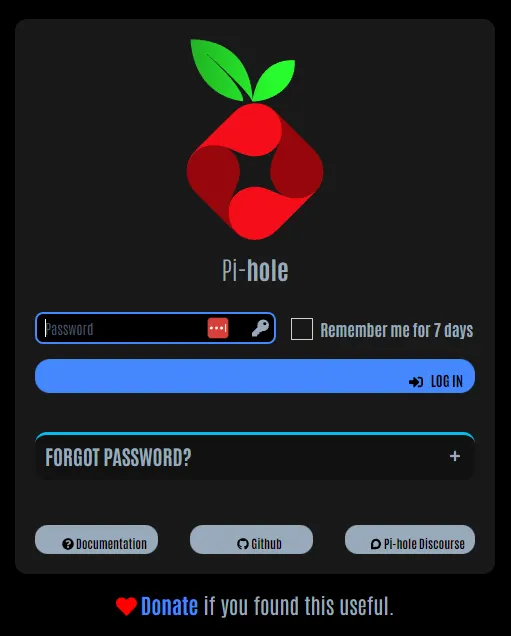 Pi-hole
Password
Remember me for 7 days
LOG IN
FORGOT PASSWORD?
+
Documentation
Github
Pi-hole Discourse
Donate if you found this useful.